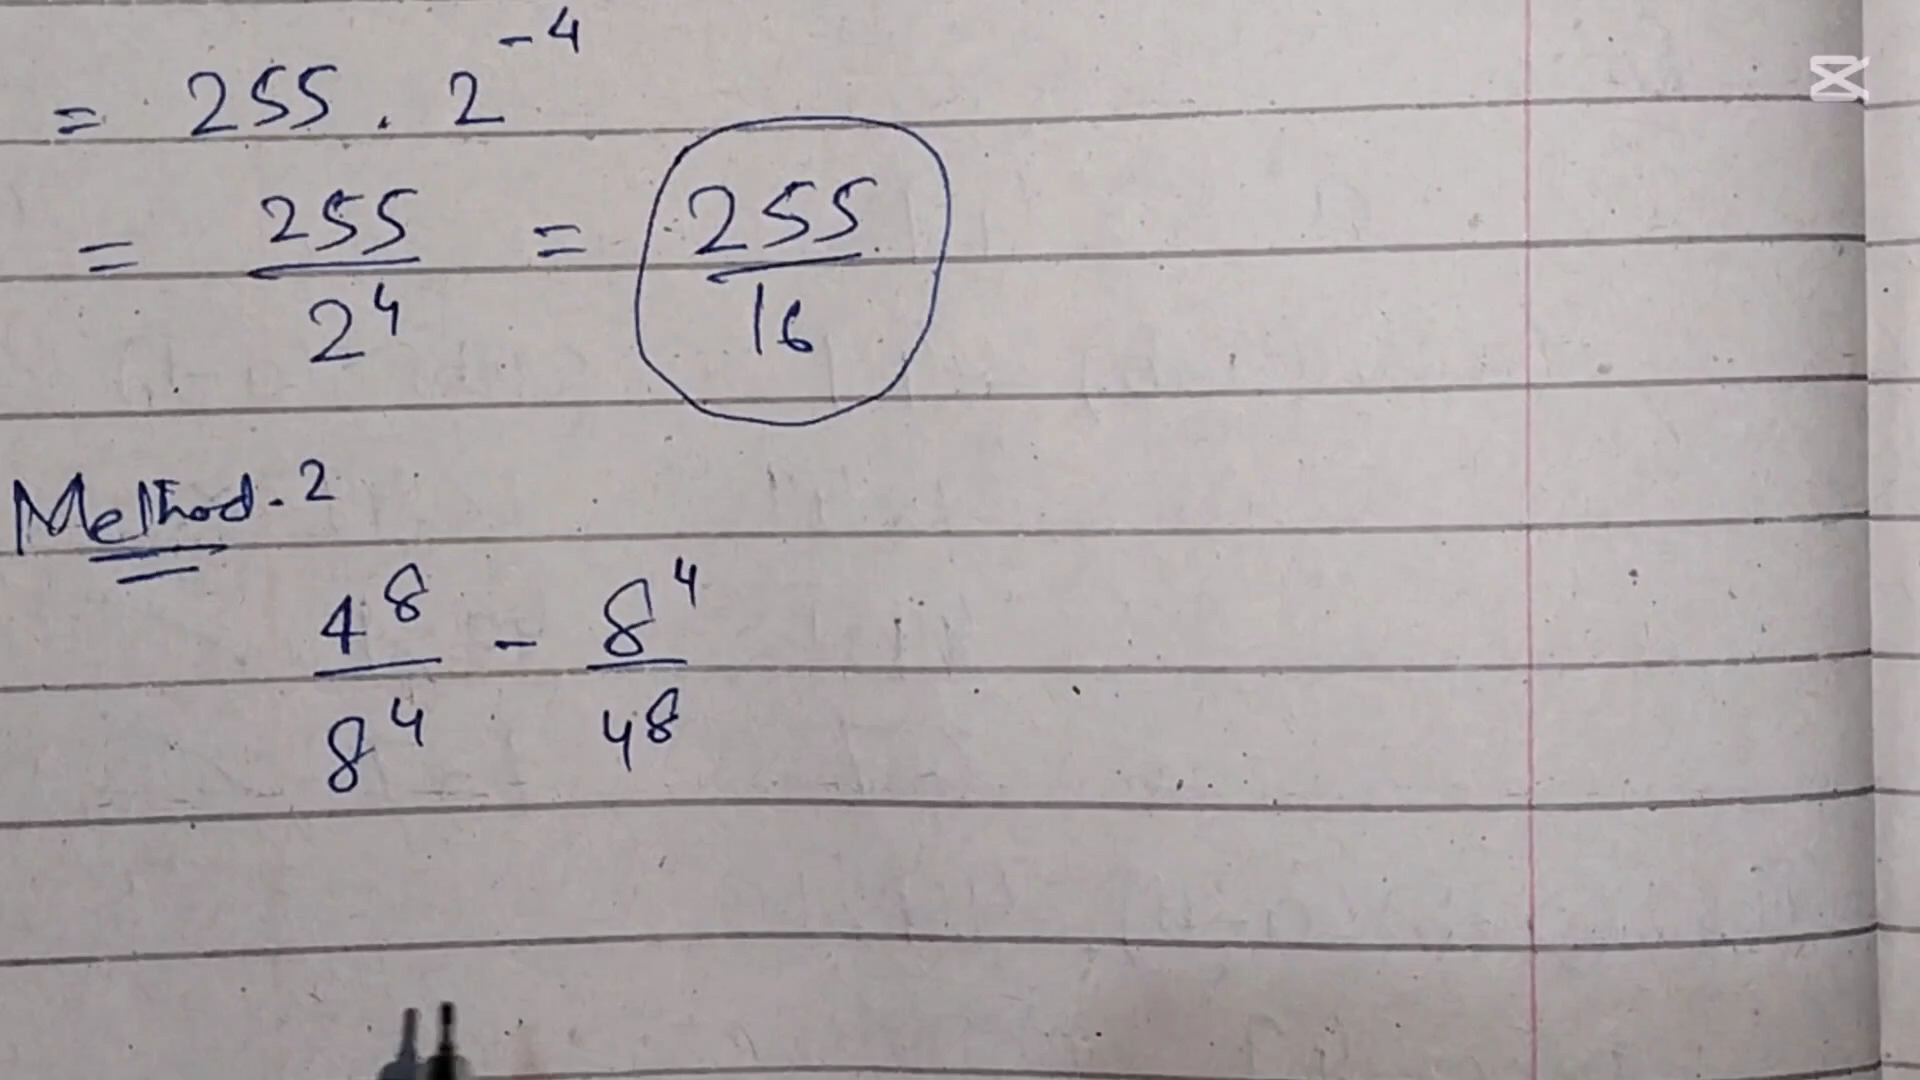 = 255 . 2^-4
= 255/2^4 = 255/16
Method-2
4^8/8^4 - 8^4/4^8